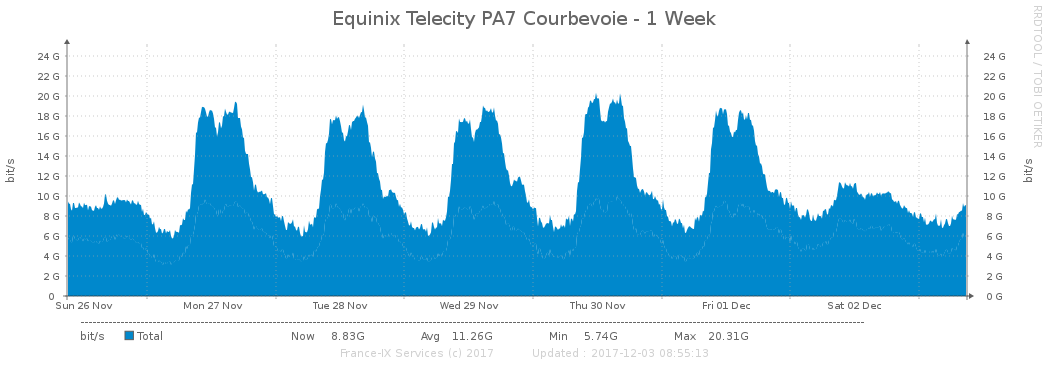 Equinix Telecity PA7 Courbevoie - 1 Week
RRDTOOL / TOBI OETIKER
bit/s
24 G 24 G
22 G 22 G
20 G 20 G
18 G 18 G
16 G 16 G
14 G 14 G
12 G 12 G
10 G 10 G
8 G 8 G
6 G 6 G
4 G 4 G
2 G 2 G
0 0 G
bit/s
Sun 26 Nov Mon 27 Nov Tue 28 Nov Wed 29 Nov Thu 30 Nov Fri 01 Dec Sat 02 Dec
bit/s Total Now 8.83G Avg 11.26G Min 5.74G Max 20.31G
France-IX Services (c) 2017 Updated : 2017-12-03 08:55:13